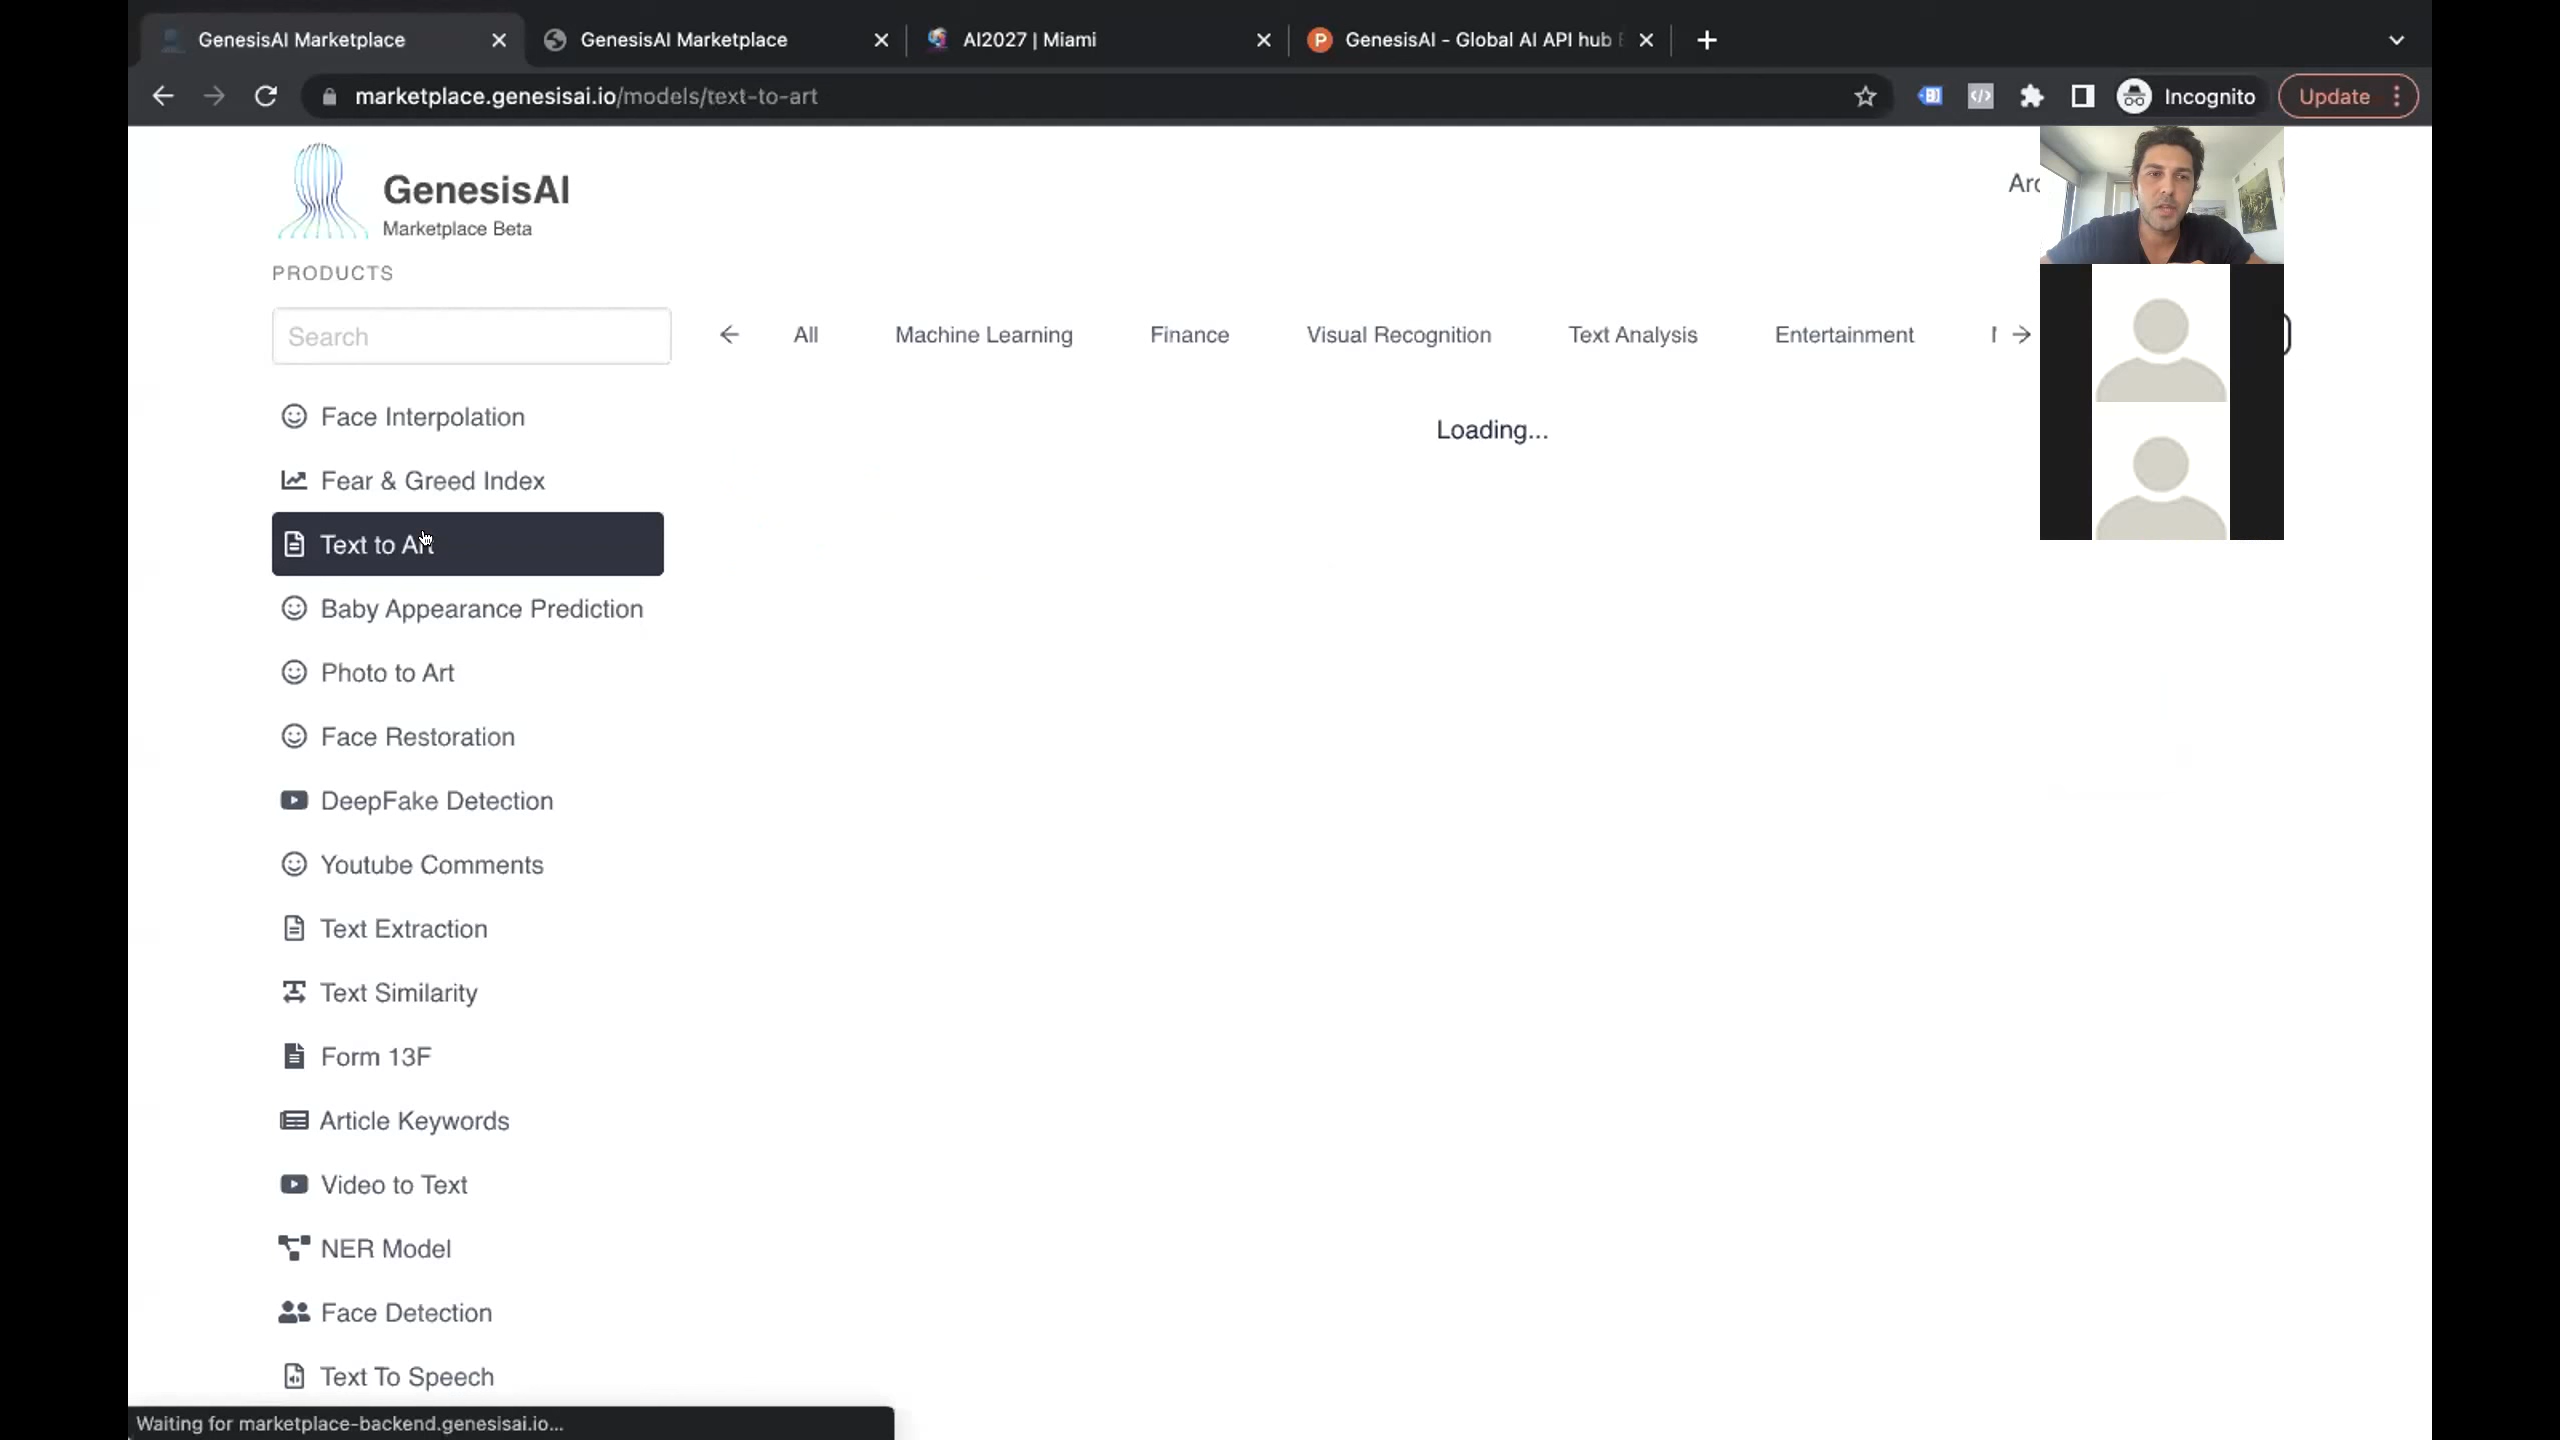 GenesisAI Marketplace
GenesisAI Marketplace
AI2027 | Miami
GenesisAI - Global AI API hub
marketplace.genesisai.io/models/text-to-art
Incognito
Update
GenesisAI
Marketplace Beta
PRODUCTS
Search
All
Machine Learning
Finance
Visual Recognition
Text Analysis
Entertainment
Loading...
Face Interpolation
Fear & Greed Index
Text to Art
Baby Appearance Prediction
Photo to Art
Face Restoration
DeepFake Detection
Youtube Comments
Text Extraction
Text Similarity
Form 13F
Article Keywords
Video to Text
NER Model
Face Detection
Text To Speech
Waiting for marketplace-backend.genesisai.io...